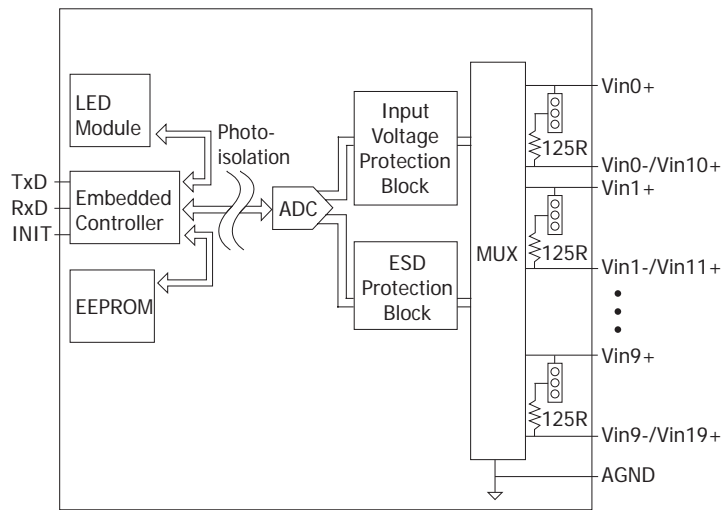 LED
Module
Photo-
isolation
TxD
RxD
INIT
Embedded
Controller
EEPROM
ADC
Input
Voltage
Protection
Block
ESD
Protection
Block
MUX
Vin0+
125R
Vin0-/Vin10+
Vin1+
125R
Vin1-/Vin11+
Vin9+
125R
Vin9-/Vin19+
AGND